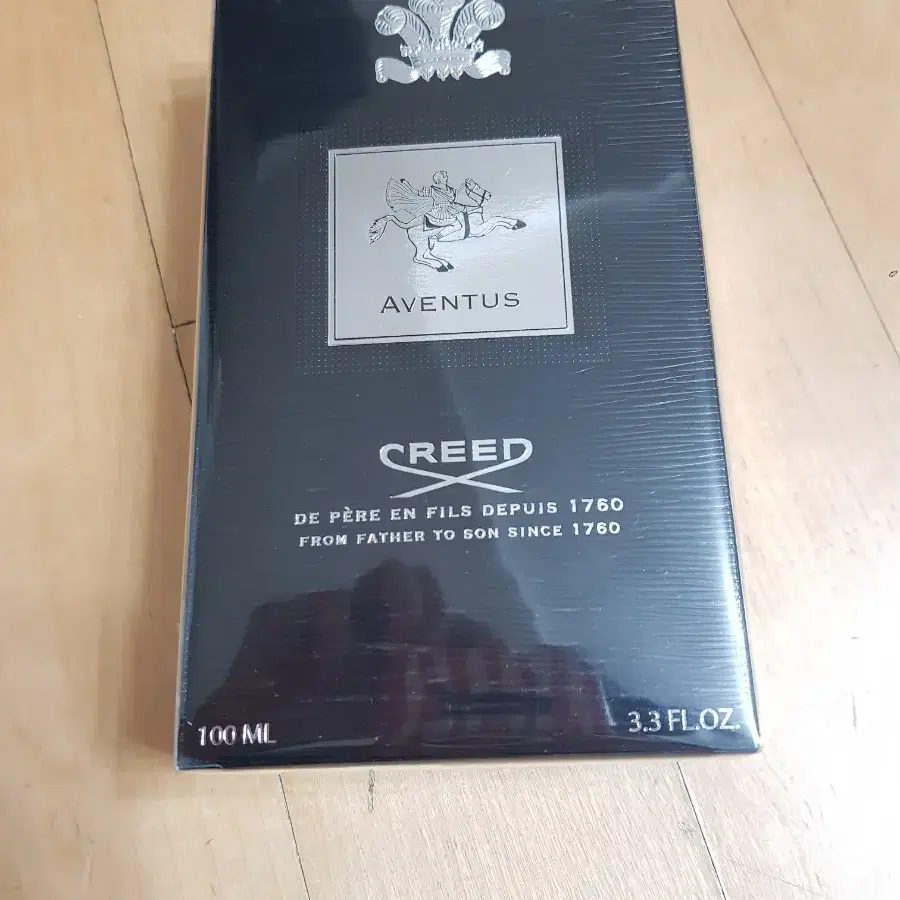 AVENTUS
CREED
DE PÈRE EN FILS DEPUIS 1760
FROM FATHER TO SON SINCE 1760
100 ML
3.3 FL.OZ.